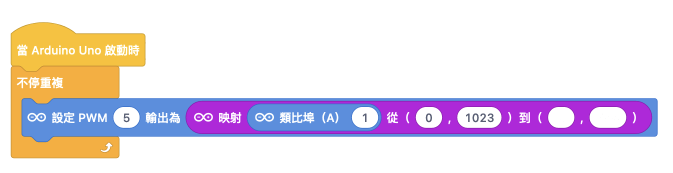 當 Arduino Uno 啟動時
不停重複
設定 PWM 5 輸出為 映射 類比埠（A） 1 從（ 0 , 1023 ）到（ , ）